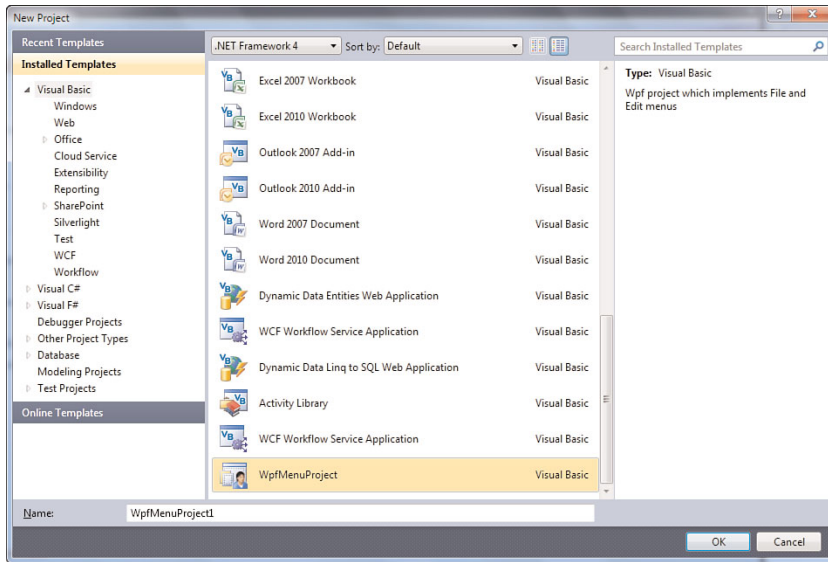 New Project
Recent Templates
Installed Templates
Visual Basic
Windows
Web
Office
Cloud Service
Extensibility
Reporting
SharePoint
Silverlight
Test
WCF
Workflow
Visual C#
Visual F#
Debugger Projects
Other Project Types
Database
Modeling Projects
Test Projects
Online Templates
.NET Framework 4 Sort by: Default
Excel 2007 Workbook Visual Basic
Excel 2010 Workbook Visual Basic
Outlook 2007 Add-in Visual Basic
Outlook 2010 Add-in Visual Basic
Word 2007 Document Visual Basic
Word 2010 Document Visual Basic
Dynamic Data Entities Web Application Visual Basic
WCF Workflow Service Application Visual Basic
Dynamic Data Linq to SQL Web Application Visual Basic
Activity Library Visual Basic
WCF Workflow Service Application Visual Basic
WpfMenuProject Visual Basic
Search Installed Templates
Type: Visual Basic
Wpf project which implements File and
Edit menus
Name: WpfMenuProject1
OK Cancel